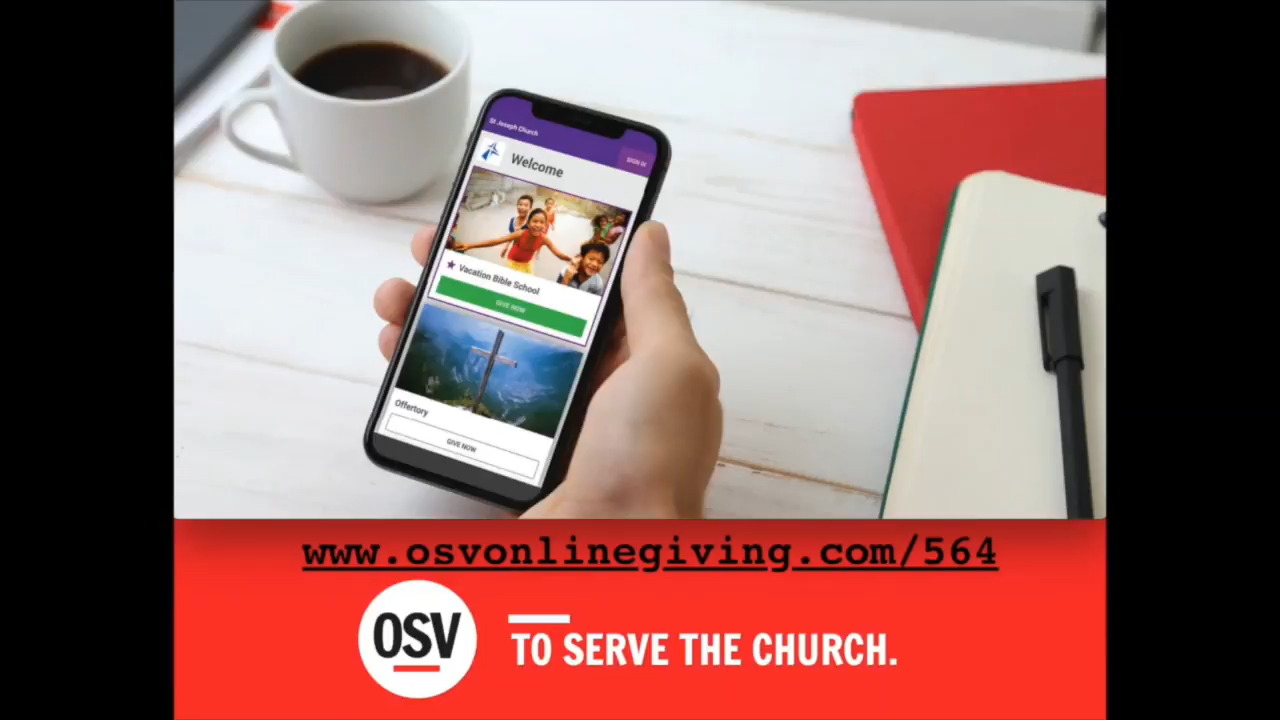 St Joseph Church
SIGN IN
Welcome
Vacation Bible School
GIVE NOW
Offertory
GIVE NOW
www.osvonlinegiving.com/564
OSV
TO SERVE THE CHURCH.